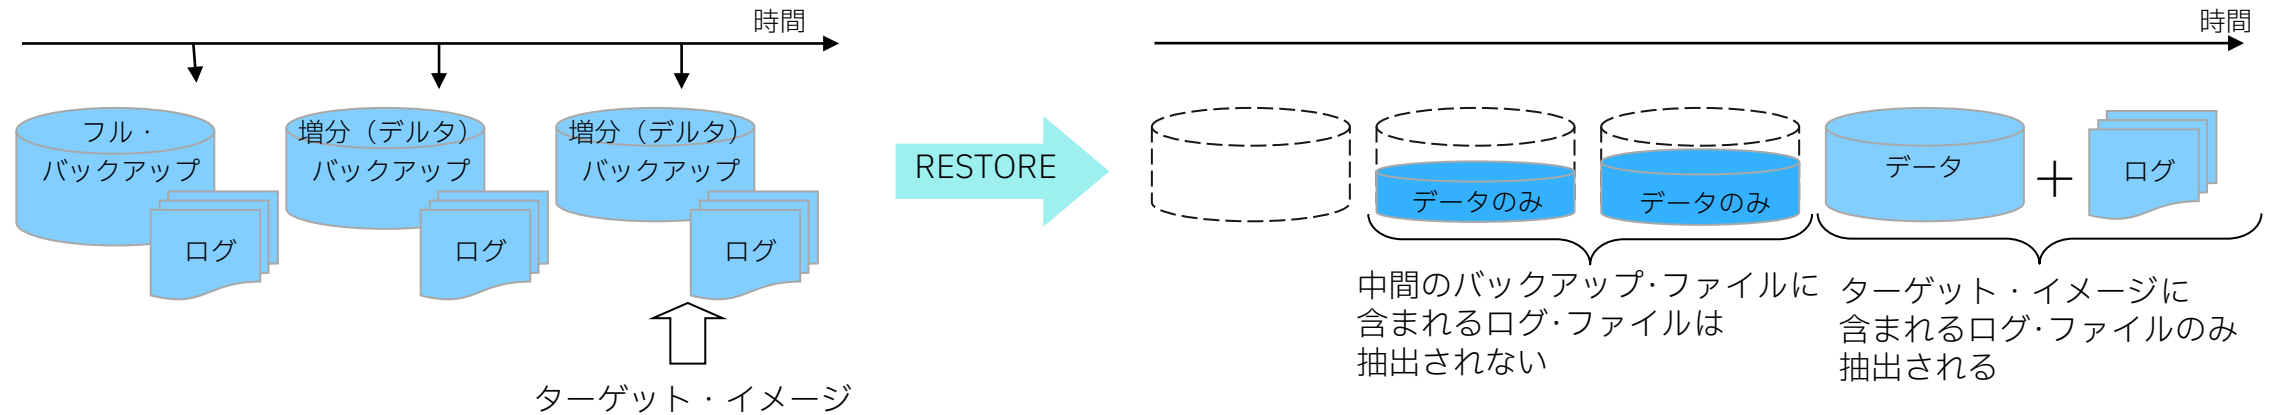 時間
フル・
バックアップ
ログ
増分（デルタ）
バックアップ
ログ
増分（デルタ）
バックアップ
ログ
ターゲット・イメージ
RESTORE
時間
データのみ
データのみ
データ
＋
ログ
中間のバックアップ･ファイルに
含まれるログ･ファイルは
抽出されない
ターゲット・イメージに
含まれるログ･ファイルのみ
抽出される